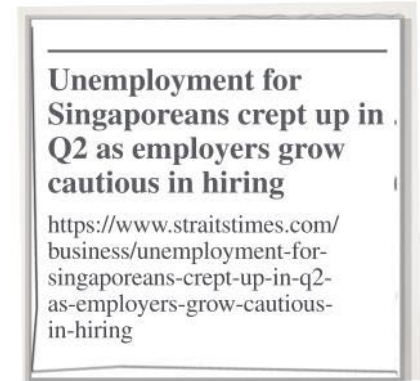 Unemployment for
Singaporeans crept up in
Q2 as employers grow
cautious in hiring
https://www.straitstimes.com/
business/unemployment-for-
singaporeans-crept-up-in-q2-
as-employers-grow-cautious-
in-hiring